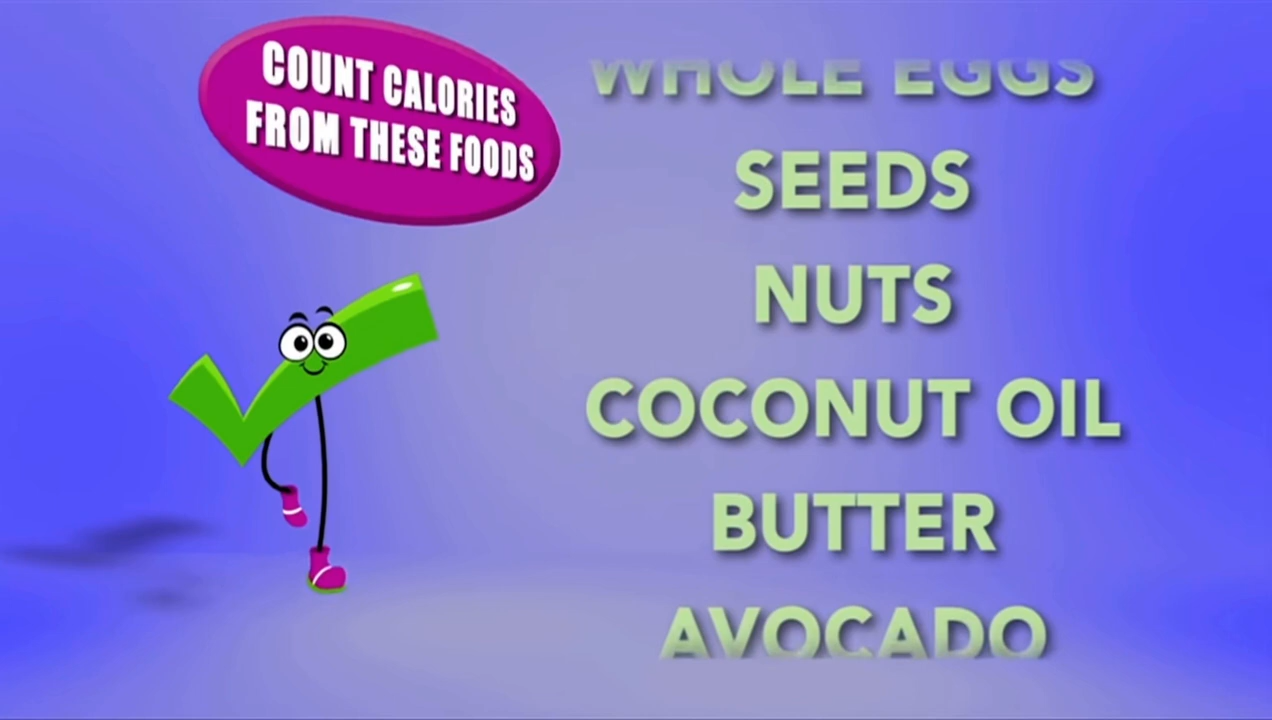 COUNT CALORIES
FROM THESE FOODS
WHOLE EGGS
SEEDS
NUTS
COCONUT OIL
BUTTER
AVOCADO